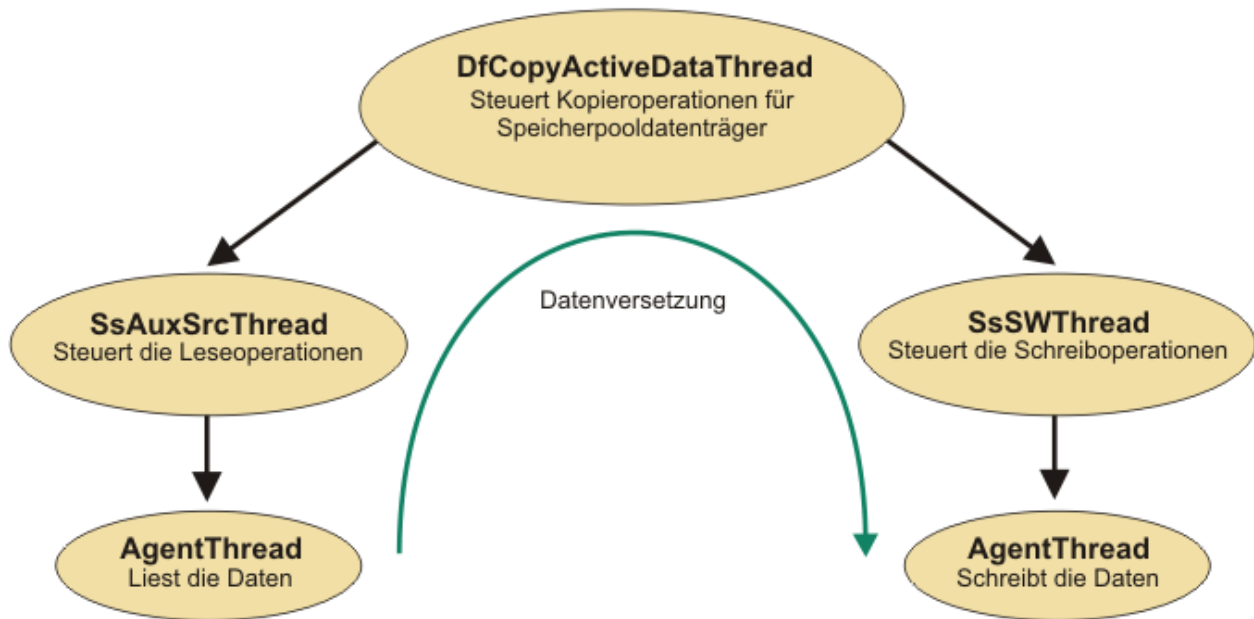 DfCopyActiveDataThread
Steuert Kopieroperationen für
Speicherpooldatenträger
Datenversetzung
SsAuxSrcThread
Steuert die Leseoperationen
SsSWThread
Steuert die Schreiboperationen
AgentThread
Liest die Daten
AgentThread
Schreibt die Daten